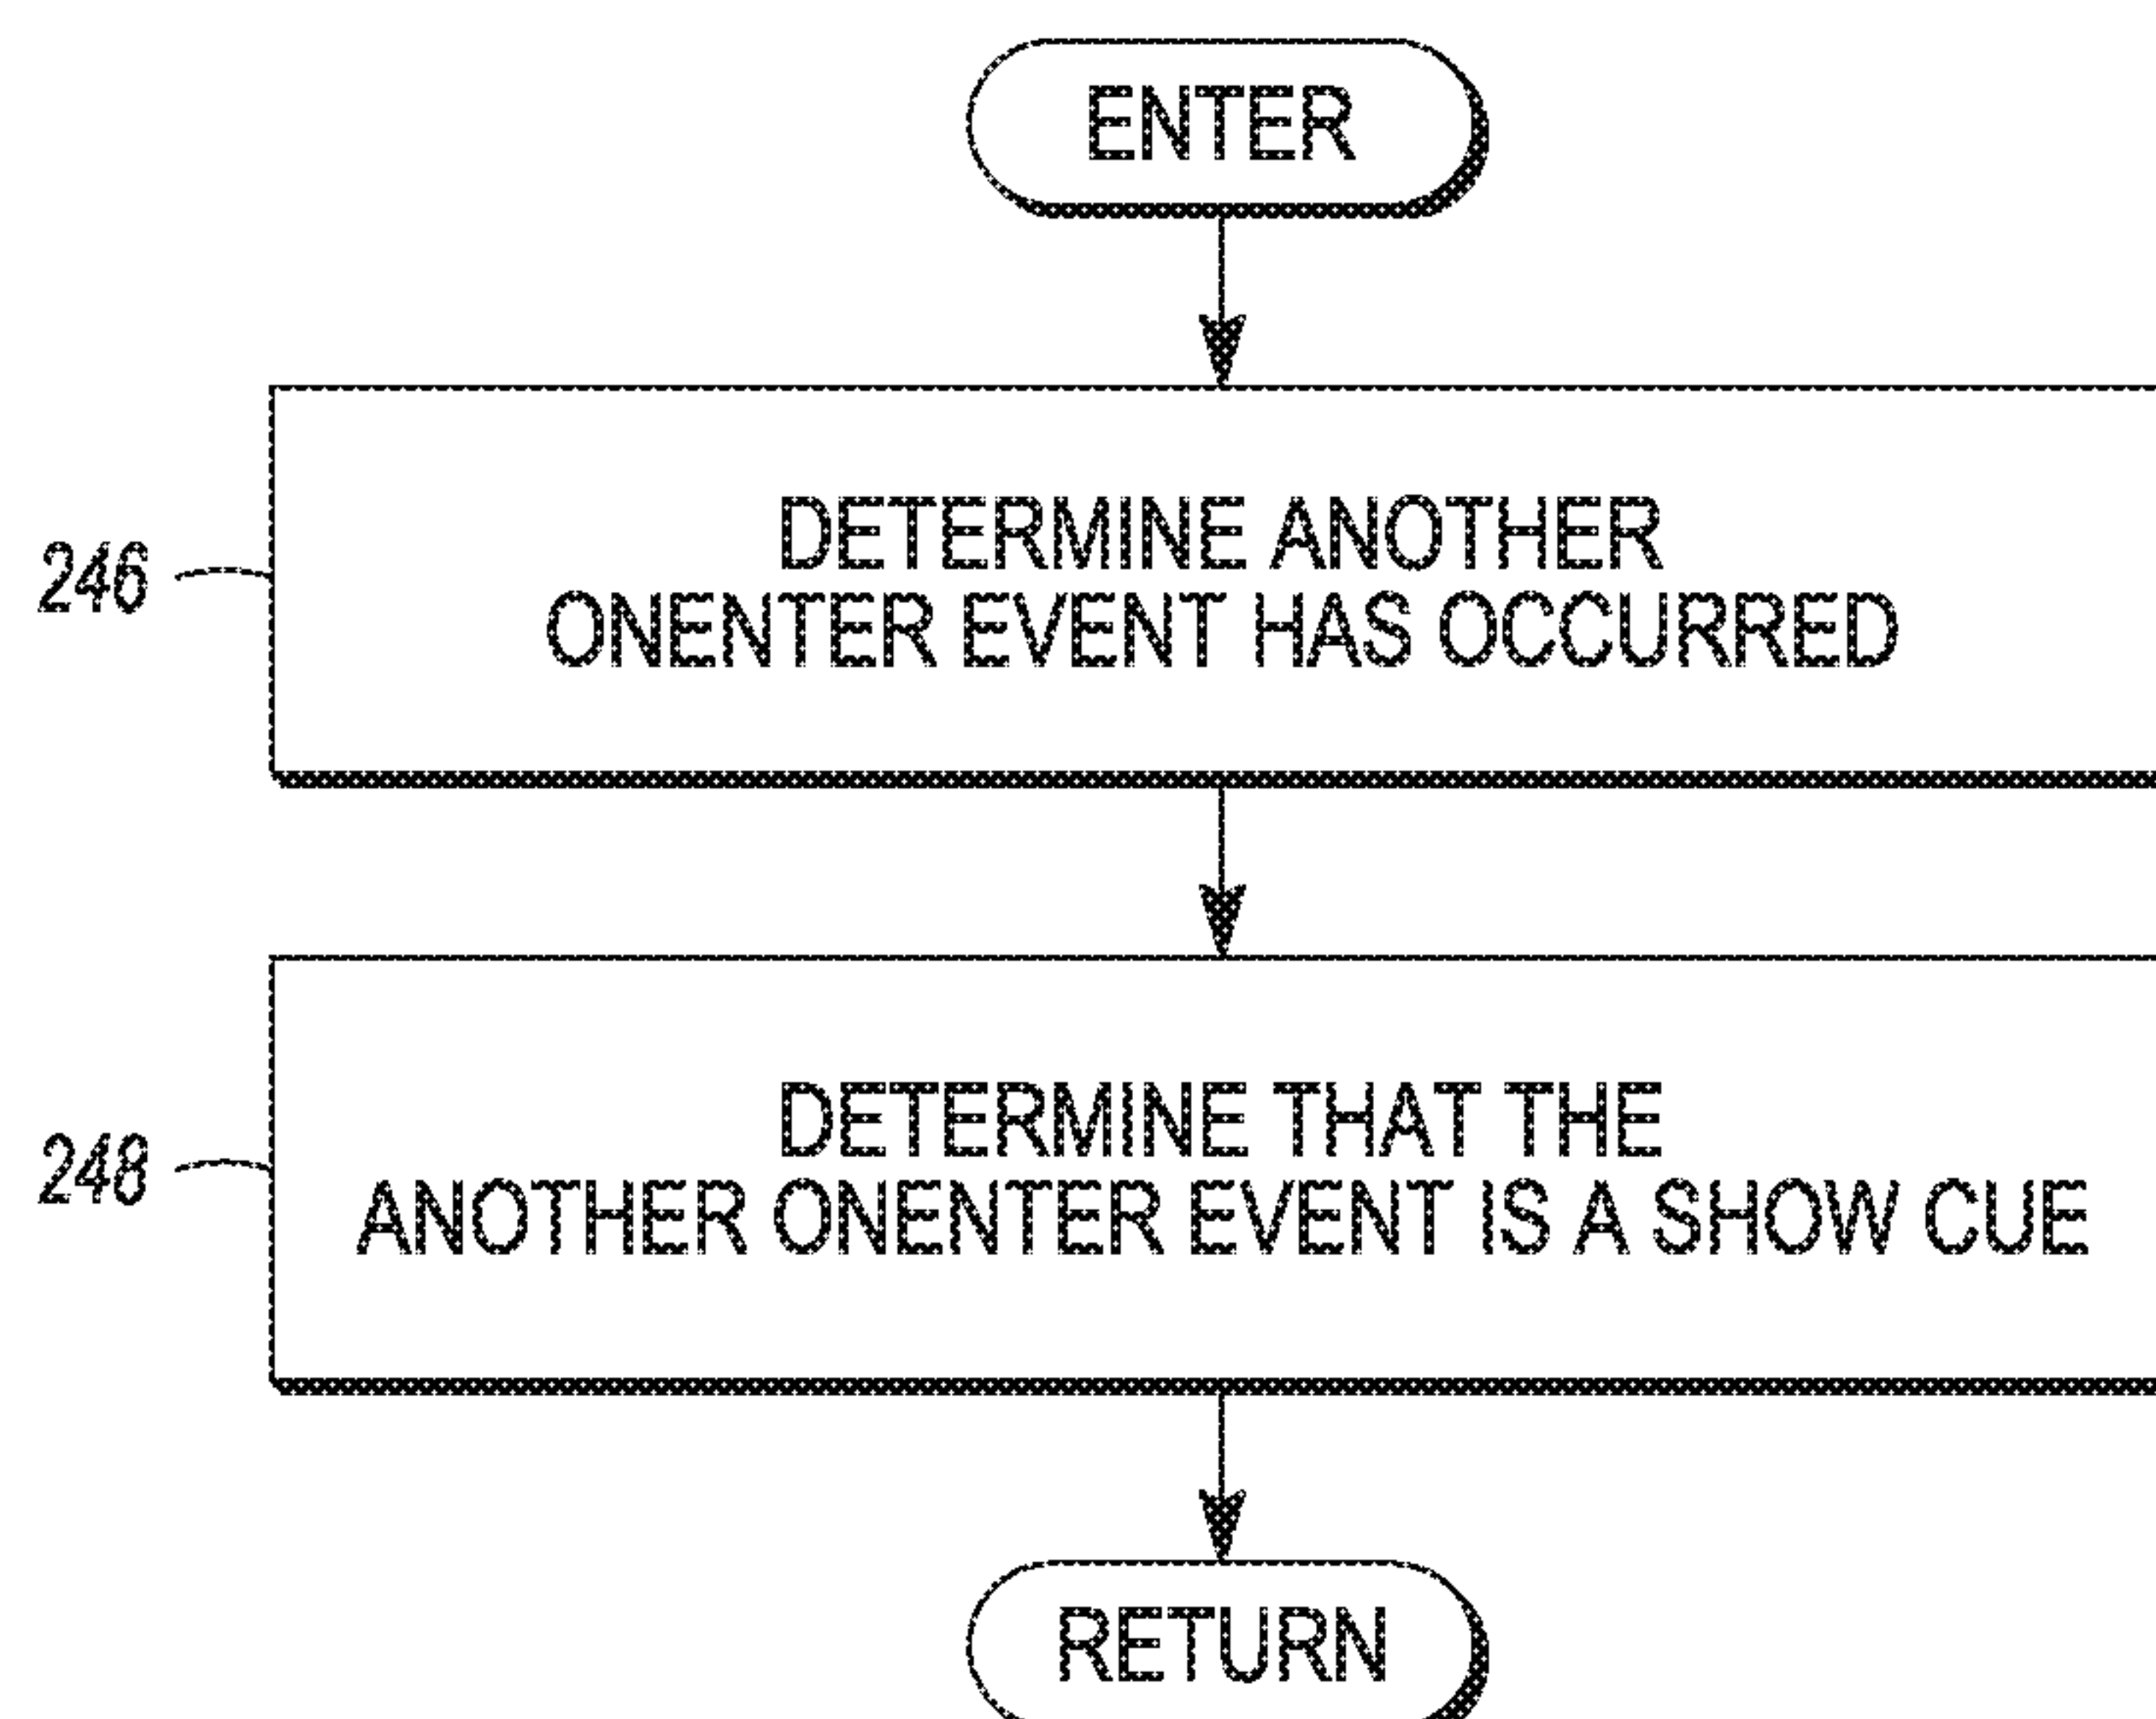 ENTER
DETERMINE ANOTHER
ONENTER EVENT HAS OCCURRED
246
DETERMINE THAT THE
ANOTHER ONENTER EVENT IS A SHOW CUE
248
RETURN